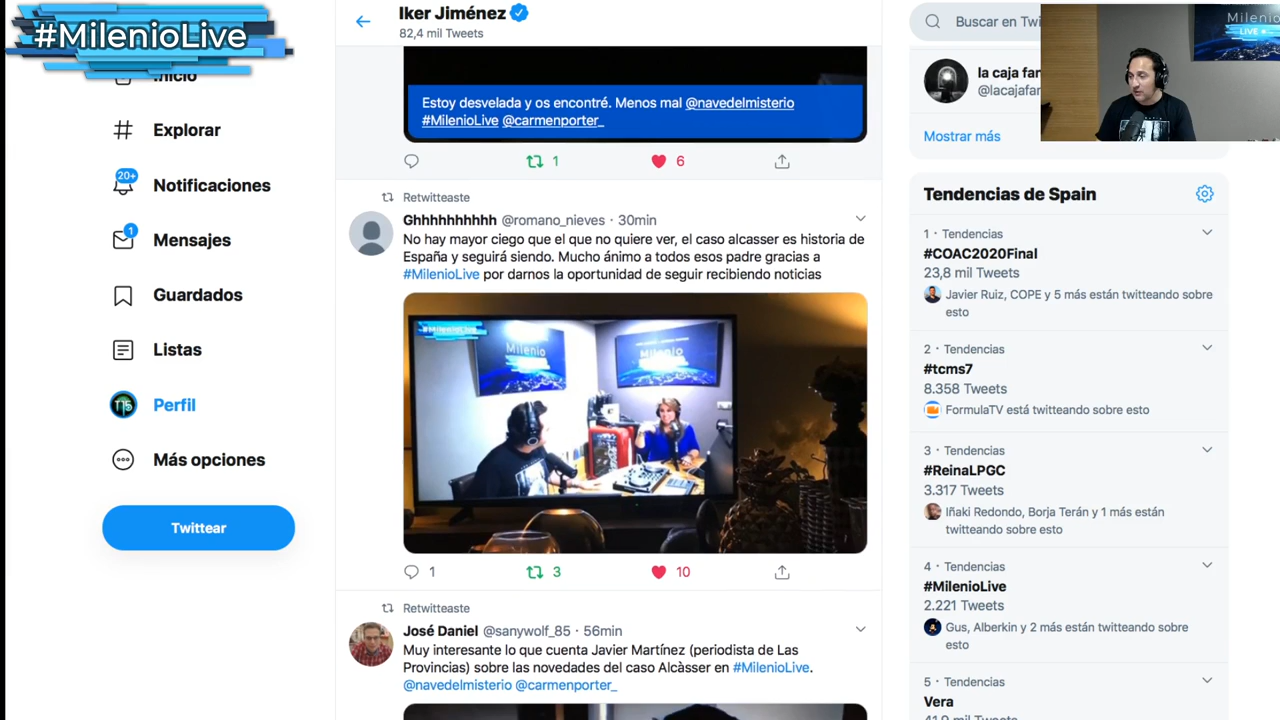 #MilenioLive
Inicio
Explorar
20+
Notificaciones
1
Mensajes
Guardados
Listas
T15
Perfil
Más opciones
Twittear
Iker Jiménez
82,4 mil Tweets
Estoy desvelada y os encontré. Menos mal @navedelmisterio
#MilenioLive @carmenporter_
1 6
Retwitteaste
Ghhhhhhhhhh @romano_nieves · 30min
No hay mayor ciego que el que no quiere ver, el caso alcasser es historia de
España y seguirá siendo. Mucho ánimo a todos esos padre gracias a
#MilenioLive por darnos la oportunidad de seguir recibiendo noticias
#MilenioLive
Milenio
Milenio
1 3 10
Retwitteaste
José Daniel @sanywolf_85 · 56min
Muy interesante lo que cuenta Javier Martínez (periodista de Las
Provincias) sobre las novedades del caso Alcàsser en #MilenioLive.
@navedelmisterio @carmenporter_
Buscar en
la caja
Mostrar más
Milenio
LIVE
Tendencias de Spain
1 · Tendencias
#COAC2020Final
23,8 mil Tweets
Javier Ruiz, COPE y 5 más están twitteando sobre
esto
2 · Tendencias
#tcms7
8.358 Tweets
FormulaTV está twitteando sobre esto
3 · Tendencias
#ReinaLPGC
3.317 Tweets
Iñaki Redondo, Borja Terán y 1 más están
twitteando sobre esto
4 · Tendencias
#MilenioLive
2.221 Tweets
Gus, Alberkin y 2 más están twitteando sobre
esto
5 · Tendencias
Vera